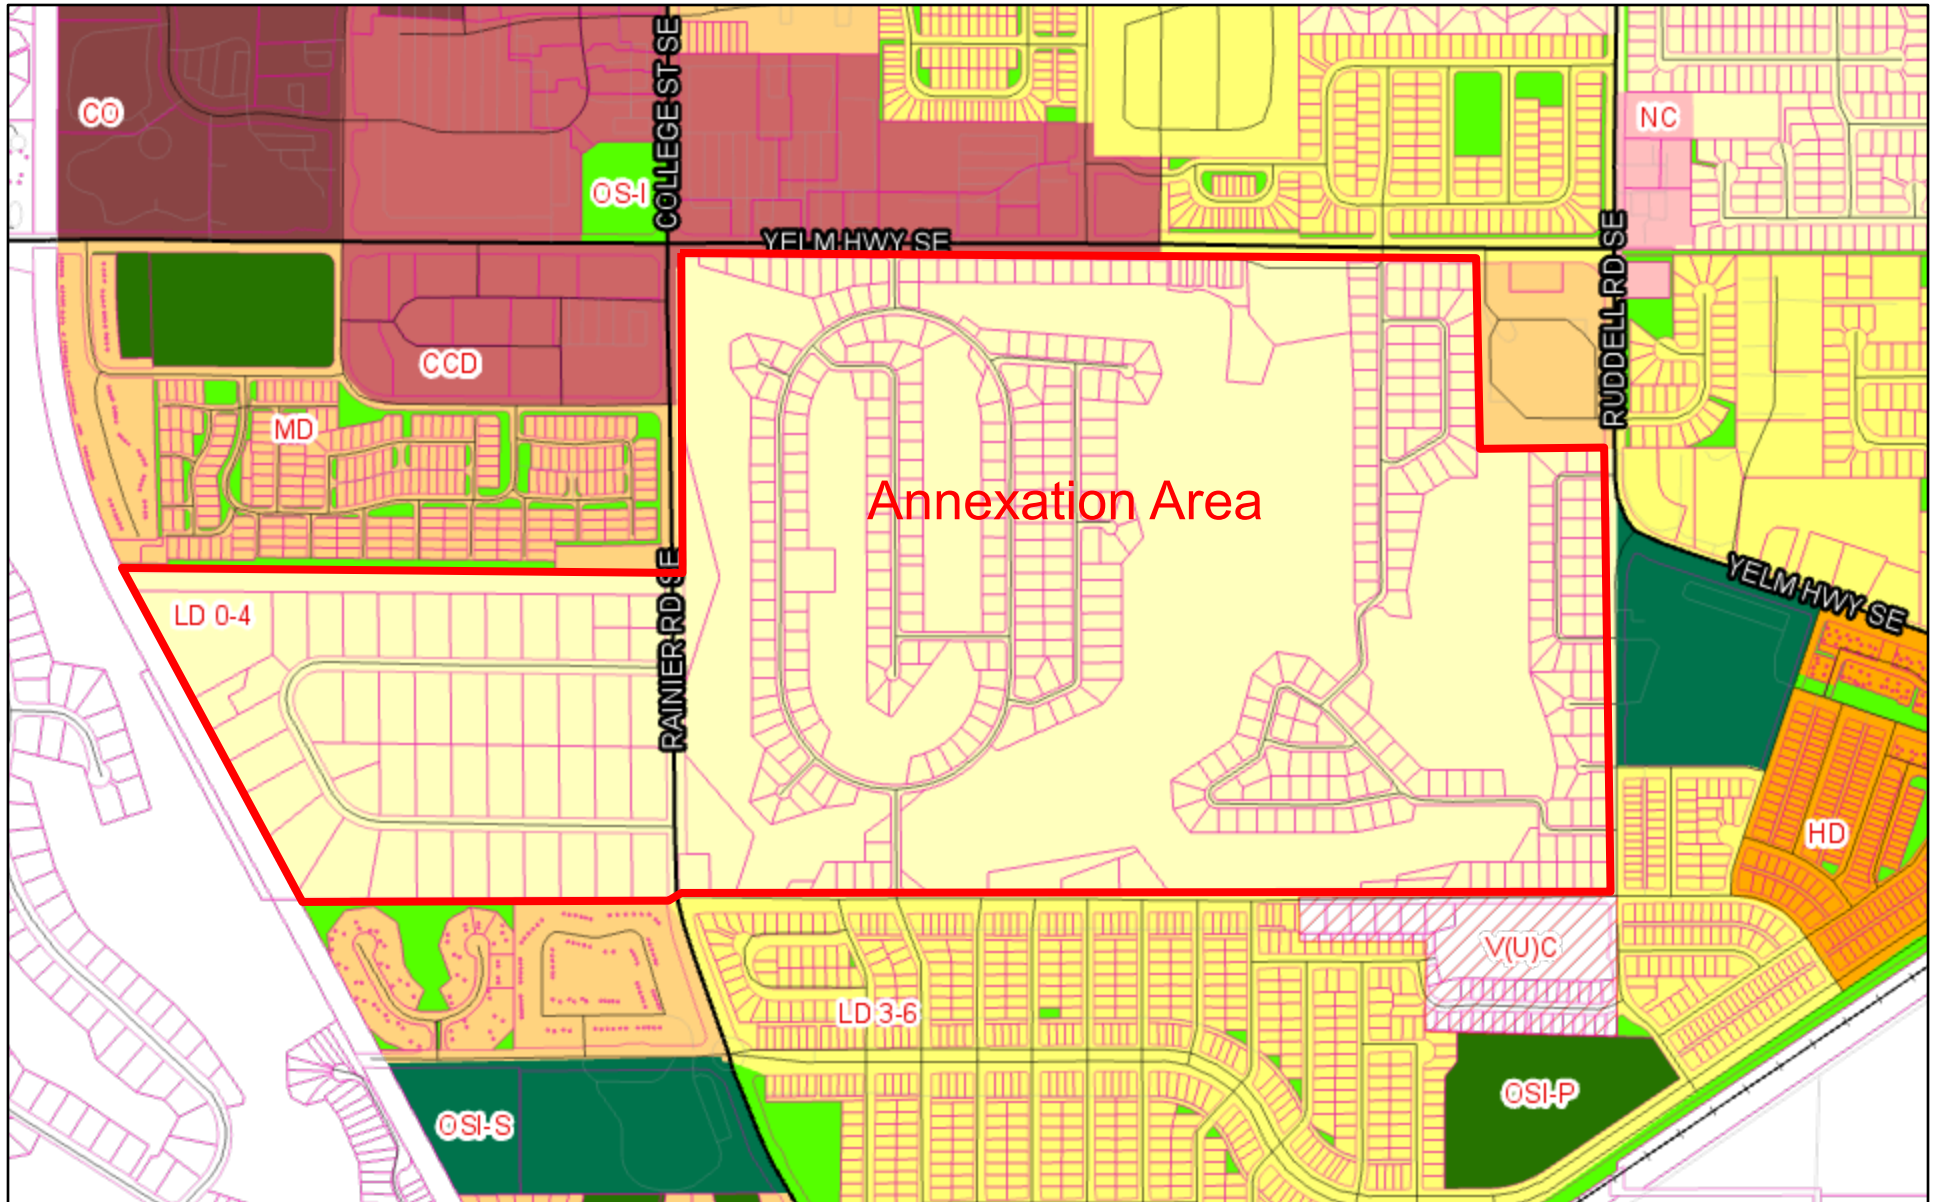 COLLEGE ST SE
CO
NC
OS-I
YELM HWY SE
RUDDELL RD SE
CCD
MD
Annexation Area
YELM HWY SE
LD 0-4
RAINIER RD SE
HD
V(U)C
LD 3-6
OSI-P
OSI-S